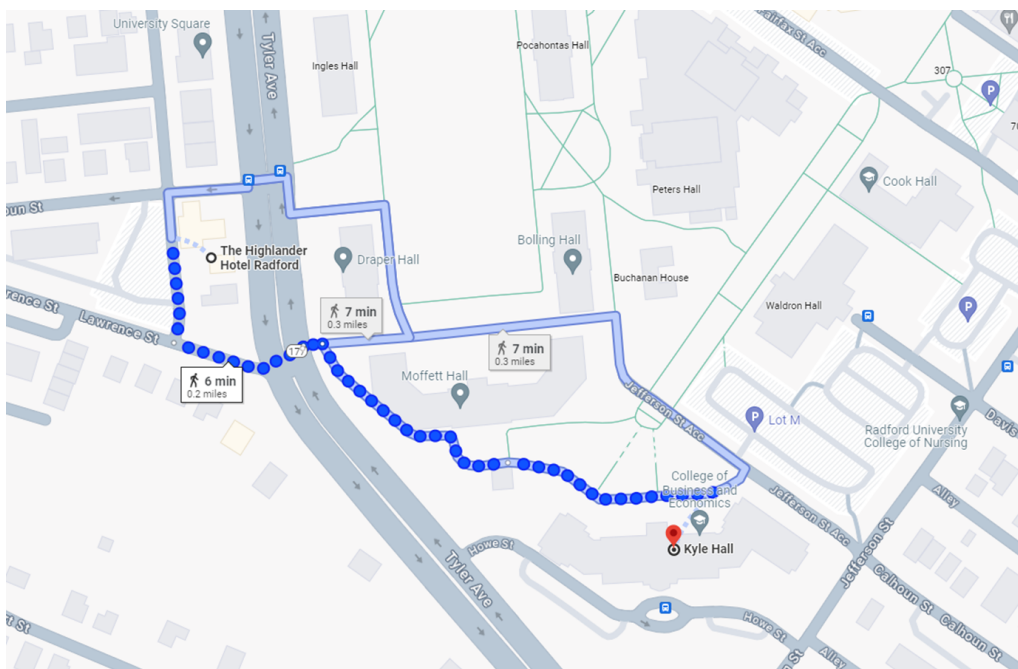 University Square
Tyler Ave
Ingles Hall
Pocahontas Hall
Fairfax St Acc
307
P
Peters Hall
Cook Hall
oun St
The Highlander
Hotel Radford
Draper Hall
Bolling Hall
Buchanan House
Waldron Hall
P
rence St
Lawrence St
7 min
0.3 miles
177
7 min
0.3 miles
6 min
0.2 miles
Moffett Hall
Jefferson St Acc
P
Lot M
Radford University
College of Nursing
Davis
College of
Business and
Economics
Alley
Jefferson St Acc
Kyle Hall
Howe St
Tyler Ave
Jefferson St
Calhoun St
Calhoun St
Howe St
Alley
st St